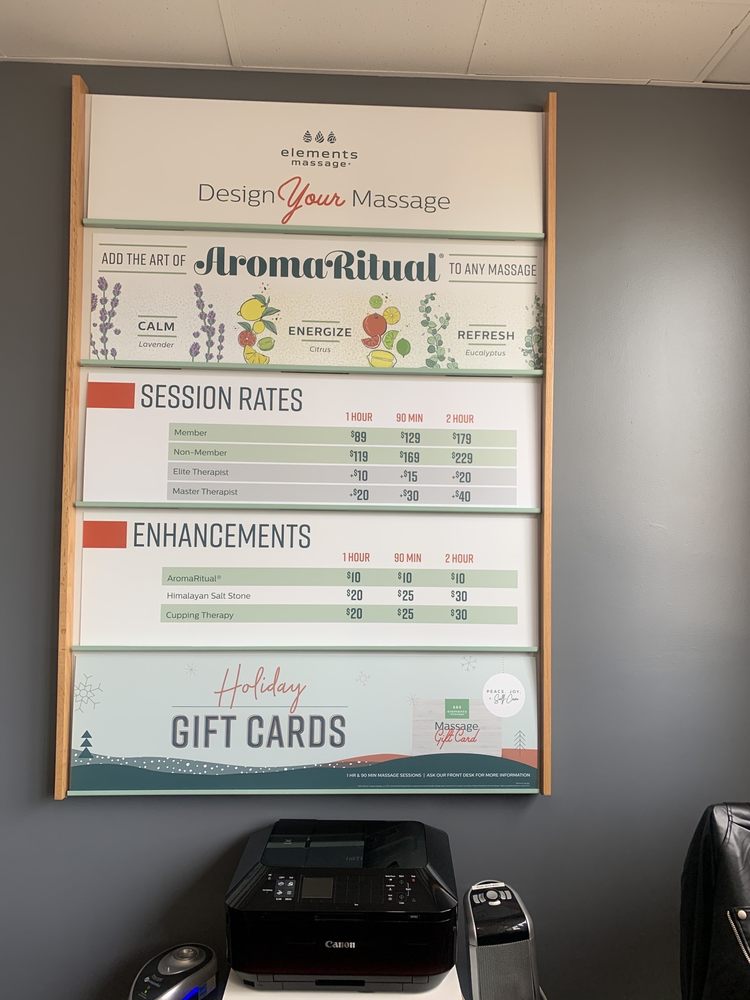 elements
massage
Design Your Massage
ADD THE ART OF AromaRitual® TO ANY MASSAGE
CALM
Lavender
ENERGIZE
Citrus
REFRESH
Eucalyptus
SESSION RATES
1 HOUR 90 MIN 2 HOUR
Member $89 $129 $179
Non-Member $119 $169 $229
Elite Therapist +$10 +$15 +$20
Master Therapist +$20 +$30 +$40
ENHANCEMENTS
1 HOUR 90 MIN 2 HOUR
AromaRitual® $10 $10 $10
Himalayan Salt Stone $20 $25 $30
Cupping Therapy $20 $25 $30
Holiday
GIFT CARDS
PEACE, JOY,
+ Self Care
Massage
Gift Card
1 HR & 90 MIN MASSAGE SESSIONS | ASK OUR FRONT DESK FOR MORE INFORMATION
Canon